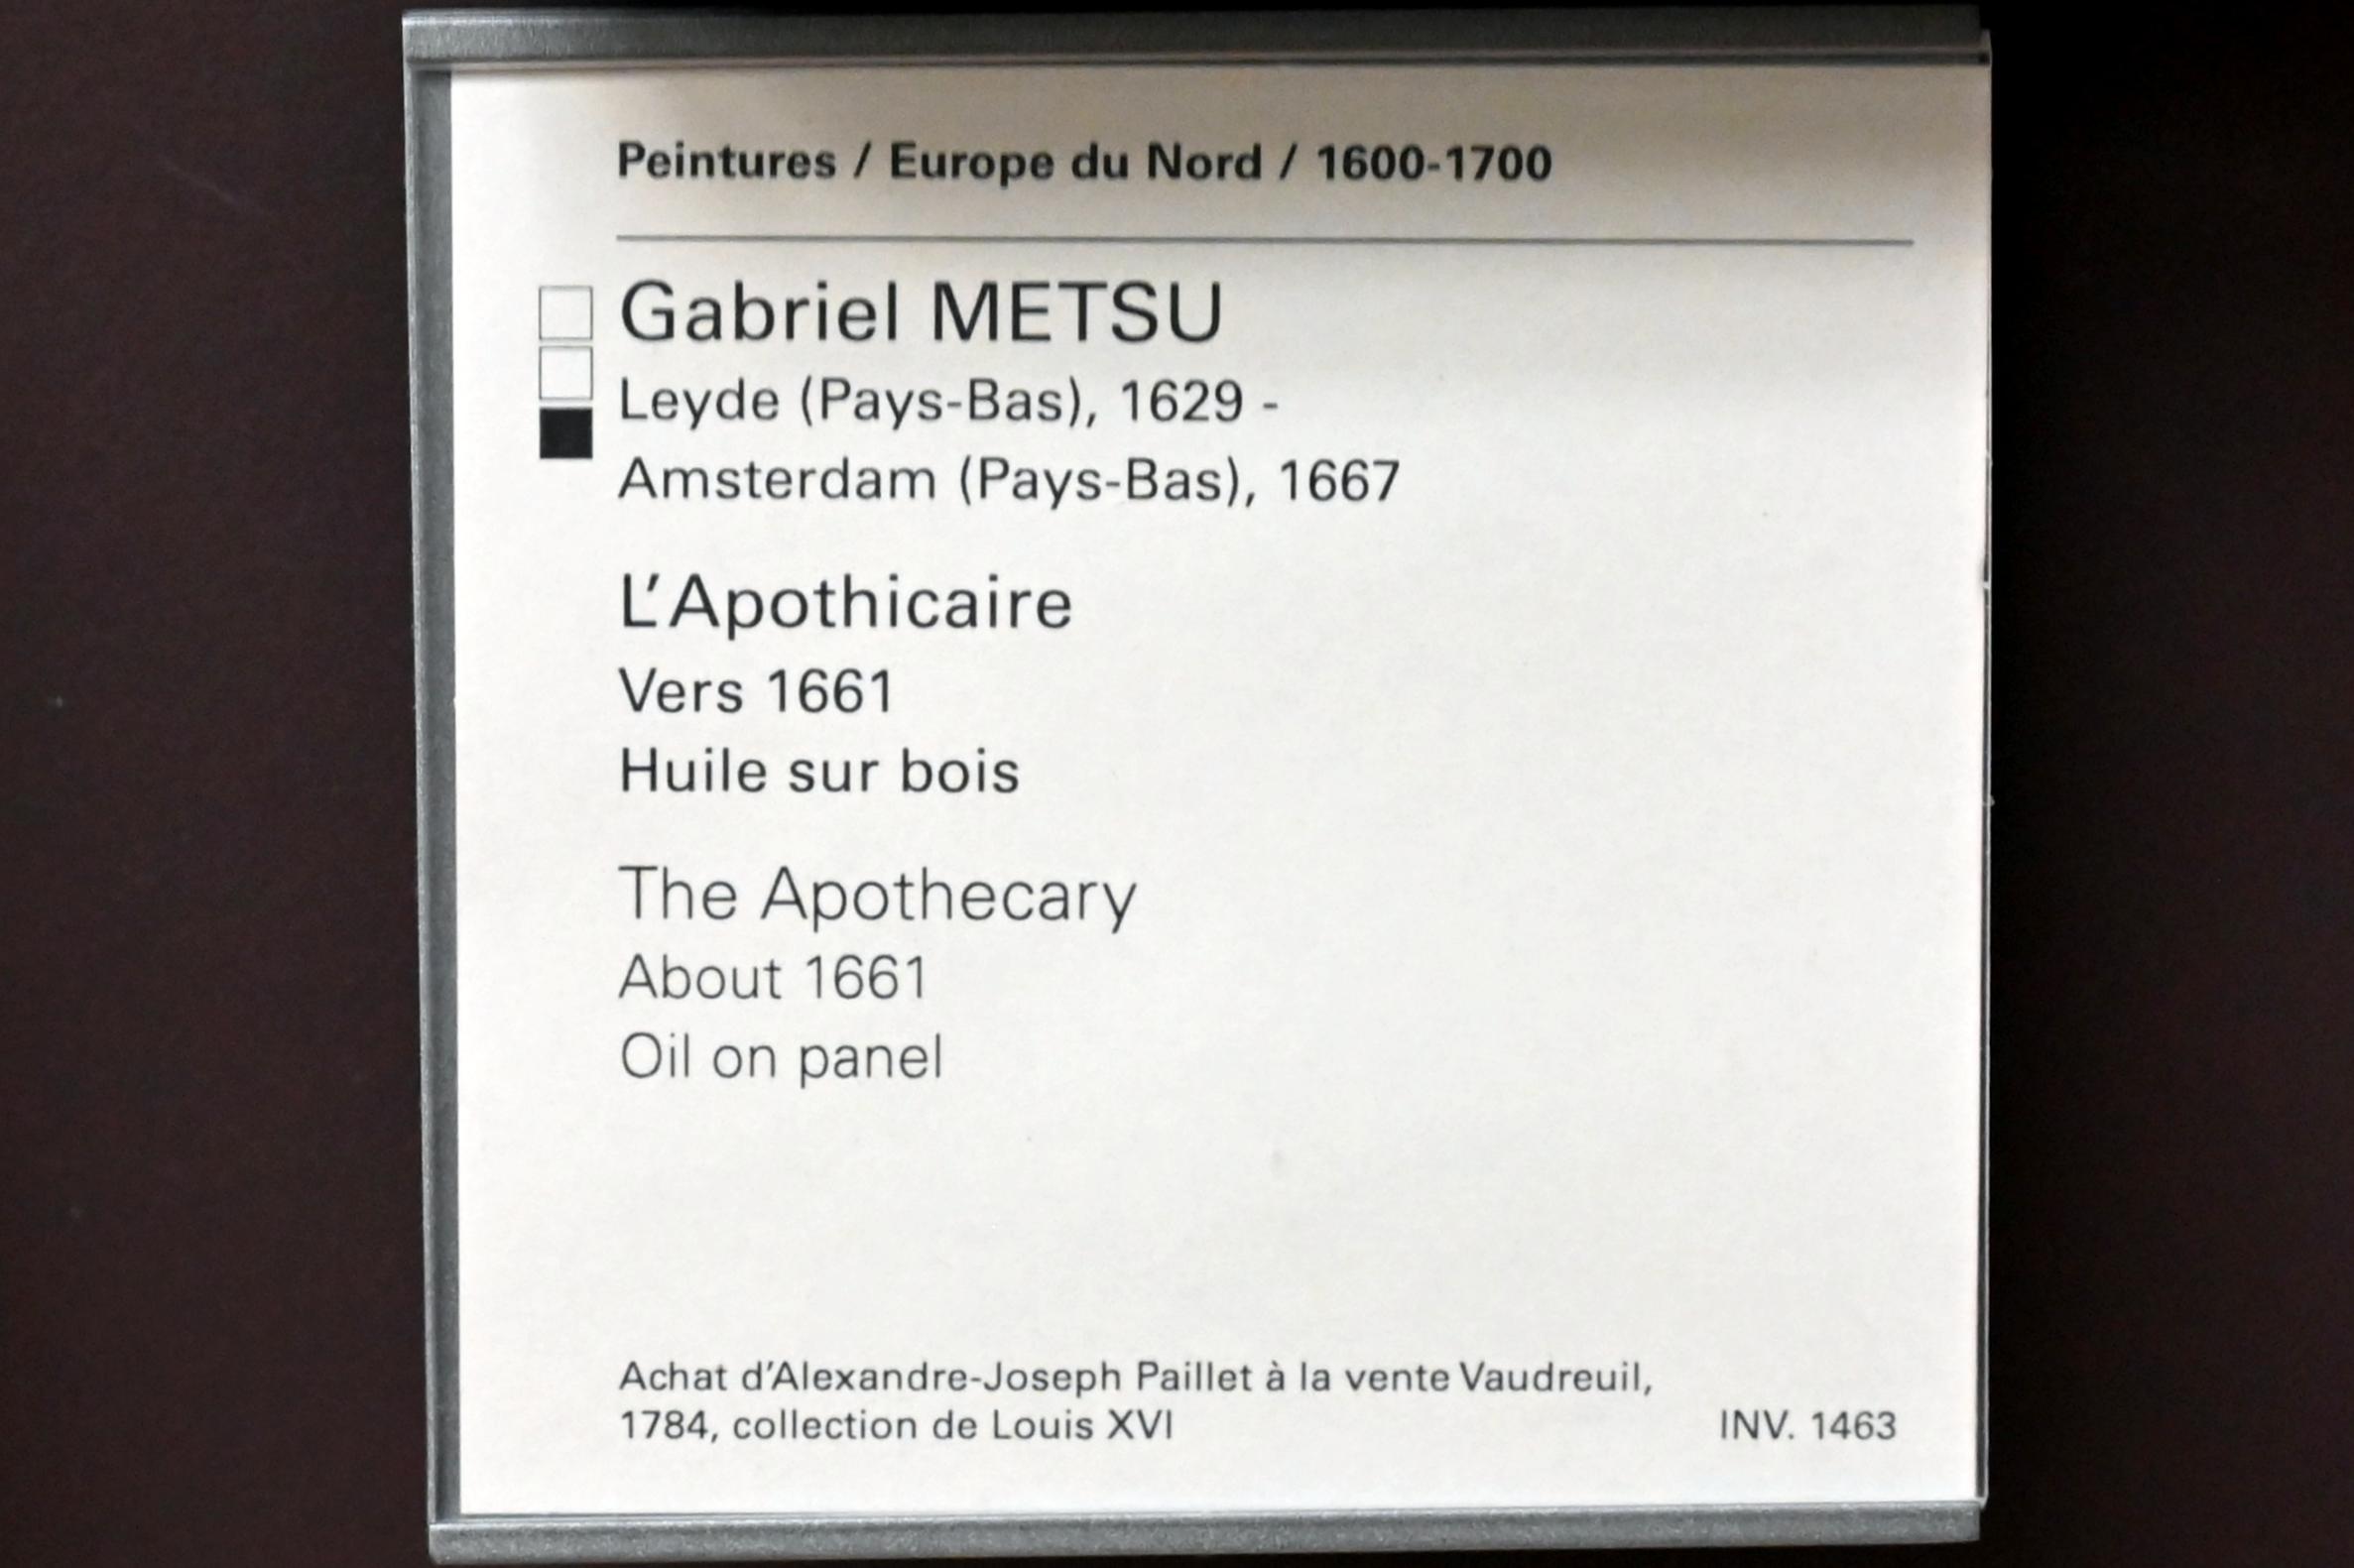 Peintures / Europe du Nord / 1600-1700
Gabriel METSU
Leyde (Pays-Bas), 1629 -
Amsterdam (Pays-Bas), 1667
L'Apothicaire
Vers 1661
Huile sur bois
The Apothecary
About 1661
Oil on panel
Achat d'Alexandre-Joseph Paillet à la vente Vaudreuil,
1784, collection de Louis XVI INV. 1463